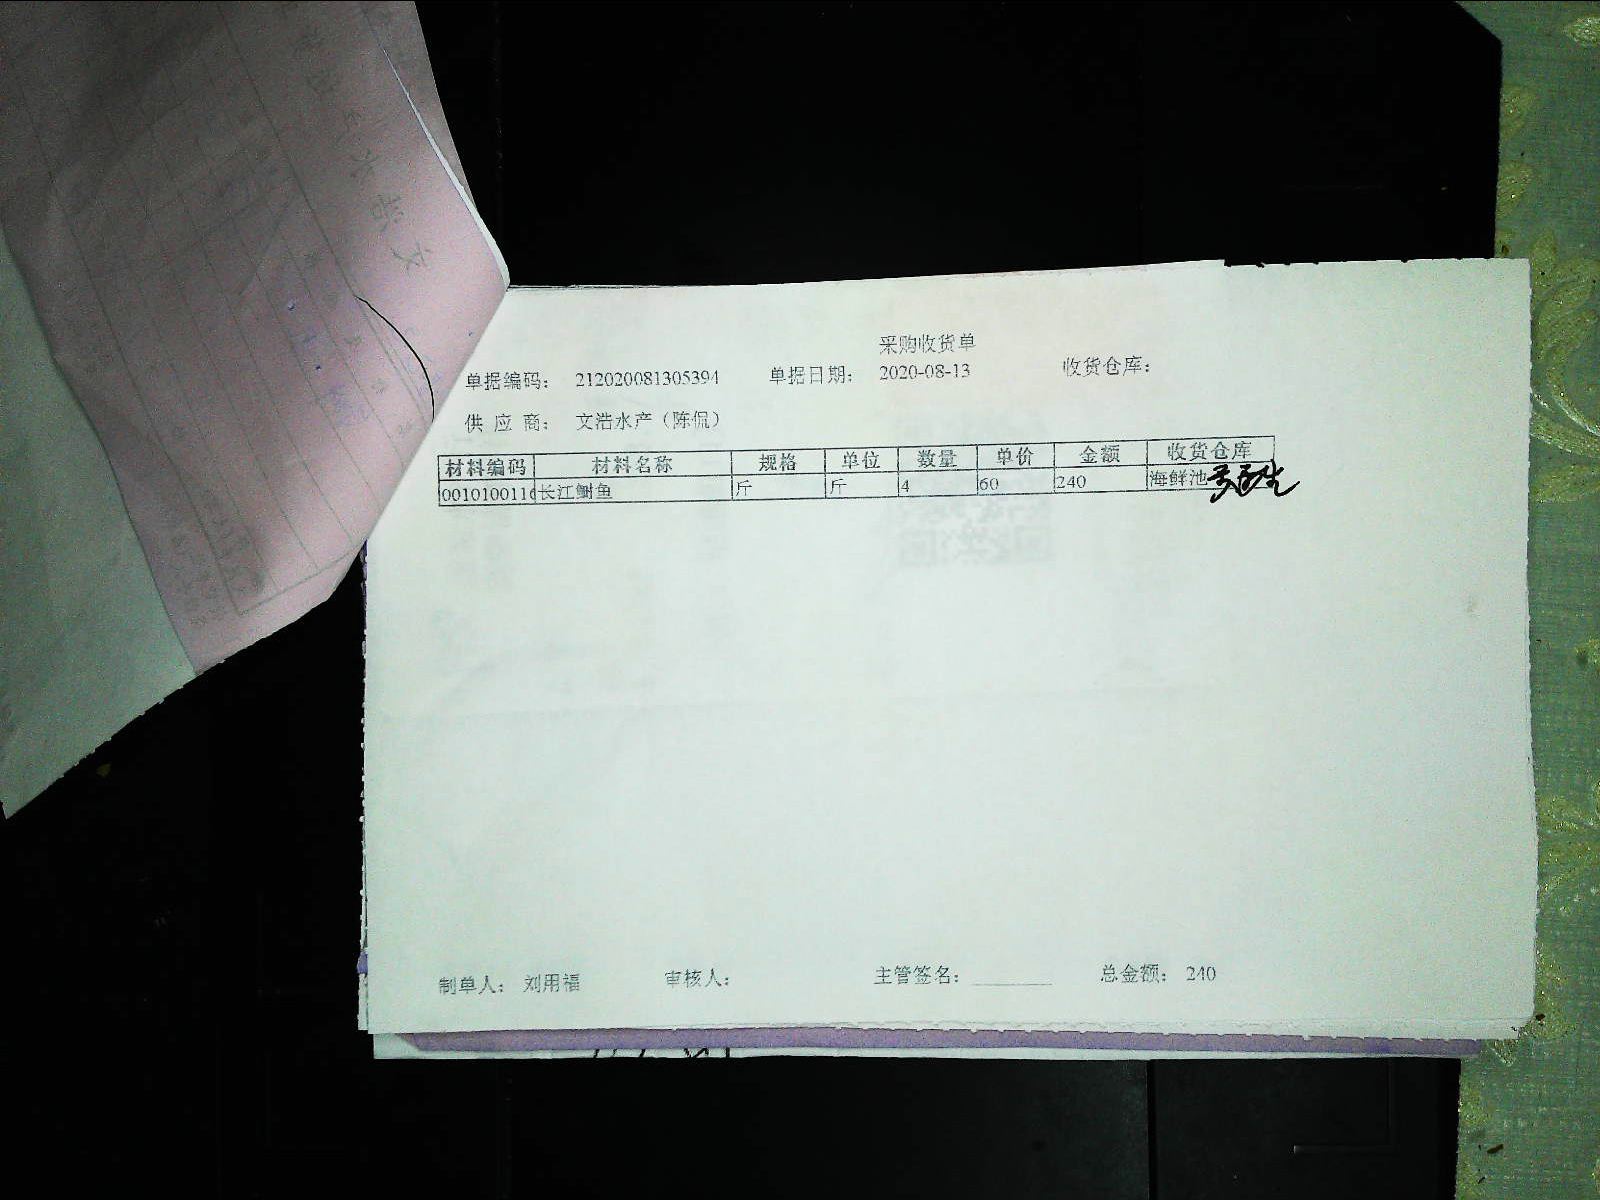 采购收货单
单据编码: 212020081305394 单据日期: 2020-08-13 收货仓库:
供 应 商: 文浩水产(陈侃)
材料编码 材料名称 规格 单位 数量 单价 金额 收货仓库
0010100116 长江鲥鱼 斤 斤 4 60 240 海鲜池
制单人: 刘用福 审核人: 主管签名: ________ 总金额: 240